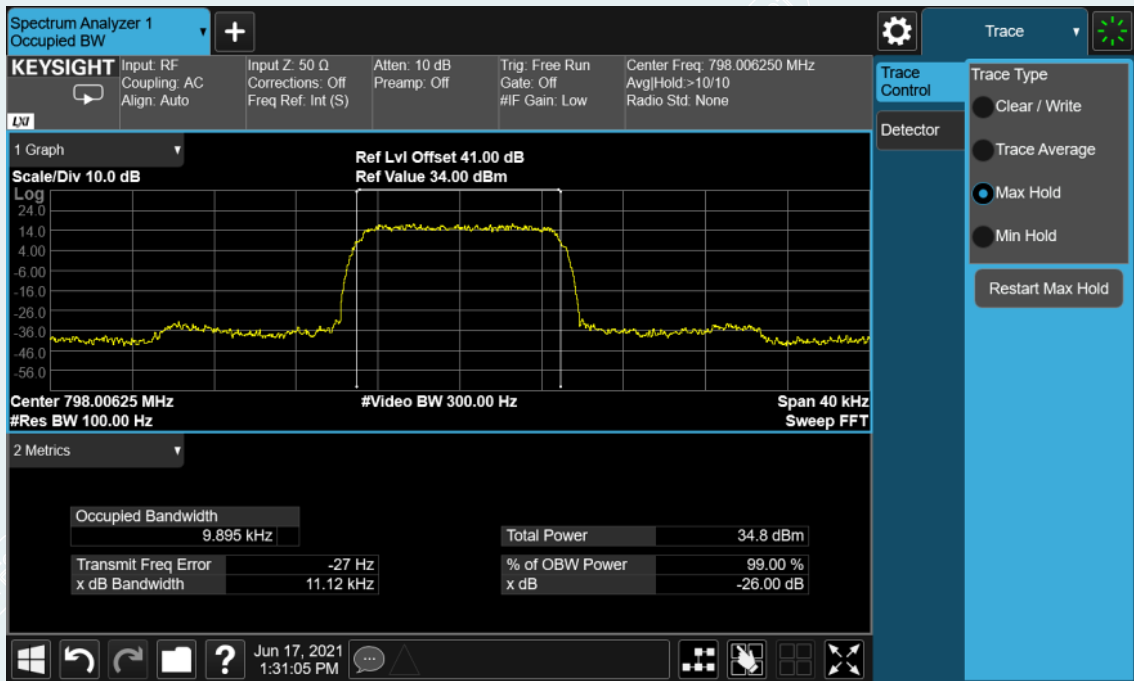 Spectrum Analyzer 1
Occupied BW
+
Trace
KEYSIGHT
LXI
Input: RF
Coupling: AC
Align: Auto
Input Z: 50 Ω
Corrections: Off
Freq Ref: Int (S)
Atten: 10 dB
Preamp: Off
Trig: Free Run
Gate: Off
#IF Gain: Low
Center Freq: 798.006250 MHz
Avg|Hold:>10/10
Radio Std: None
Trace
Control
Detector
Trace Type
Clear / Write
Trace Average
Max Hold
Min Hold
Restart Max Hold
1 Graph
Scale/Div 10.0 dB
Ref Lvl Offset 41.00 dB
Ref Value 34.00 dBm
Log
24.0
14.0
4.00
-6.00
-16.0
-26.0
-36.0
-46.0
-56.0
Center 798.00625 MHz
#Video BW 300.00 Hz
Span 40 kHz
#Res BW 100.00 Hz
Sweep FFT
2 Metrics
Occupied Bandwidth
9.895 kHz
Total Power 34.8 dBm
Transmit Freq Error -27 Hz
% of OBW Power 99.00 %
x dB Bandwidth 11.12 kHz
x dB -26.00 dB
?
Jun 17, 2021
1:31:05 PM